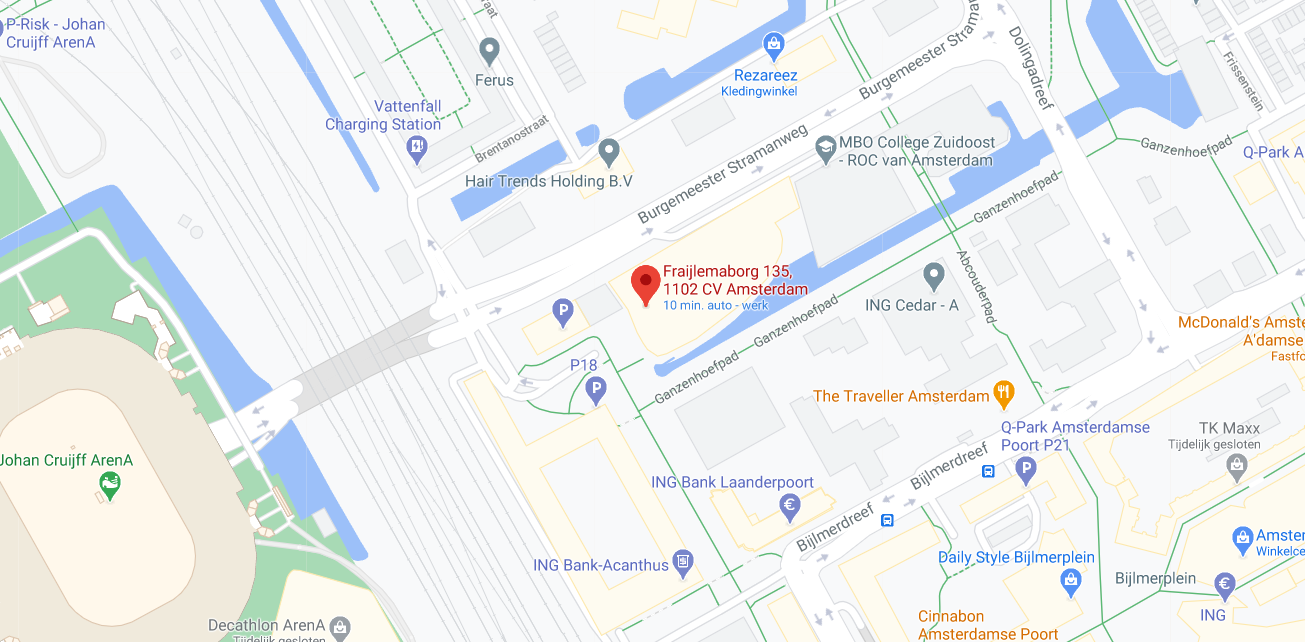 P-Risk - Johan
Cruijff ArenA
straat
Ferus
Rezareez
Kledingwinkel
Burgemeester Strama
Dolingadreef
Frissenstein
Vattenfall
Charging Station
Brentanostraat
Hair Trends Holding B.V
Burgemeester Stramanweg
MBO College Zuidoost
- ROC van Amsterdam
Ganzenhoefpad
Q-Park A
Ganzenhoefpad
Fraijlemaborg 135,
1102 CV Amsterdam
10 min. auto - werk
ING Cedar - A
Abcouderpad
P
Ganzenhoefpad
P18
P
Ganzenhoefpad
McDonald's Amste
A'damse
Fastfo
The Traveller Amsterdam
Q-Park Amsterdamse
Poort P21
P
TK Maxx
Tijdelijk gesloten
Johan Cruijff ArenA
Bijlmerdreef
ING Bank Laanderpoort
Bijlmerdreef
ING Bank-Acanthus
Daily Style Bijlmerplein
Amster
Winkelce
Bijlmerplein
ING
Decathlon ArenA
Tijdelijk gesloten
Cinnabon
Amsterdamse Poort